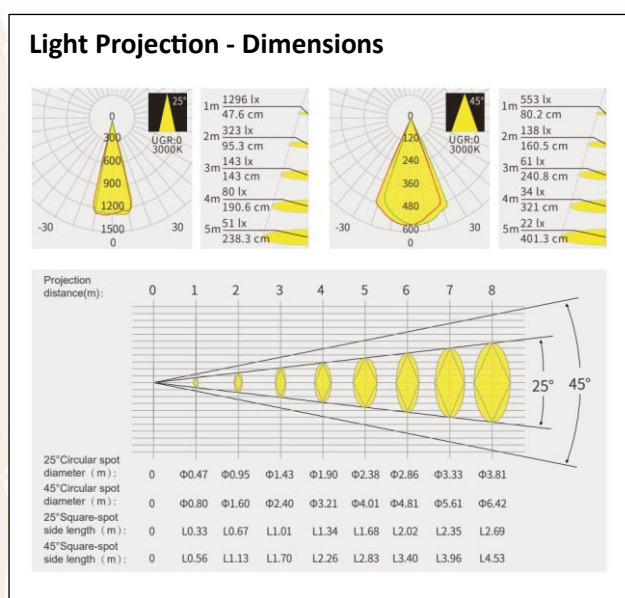 Light Projection - Dimensions
0
300
600
900
1200
1500
-30
30
0
25°
UGR:0
3000K
1m 1296 lx
47.6 cm
2m 323 lx
95.3 cm
3m 143 lx
143 cm
4m 80 lx
190.6 cm
5m 51 lx
238.3 cm
0
120
240
360
480
600
-30
30
0
45°
UGR:0
3000K
1m 553 lx
80.2 cm
2m 138 lx
160.5 cm
3m 61 lx
240.8 cm
4m 34 lx
321 cm
5m 22 lx
401.3 cm
Projection
distance(m): 0 1 2 3 4 5 6 7 8
25° 45°
25°Circular spot
diameter (m): 0 Φ0.47 Φ0.95 Φ1.43 Φ1.90 Φ2.38 Φ2.86 Φ3.33 Φ3.81
45°Circular spot
diameter (m): 0 Φ0.80 Φ1.60 Φ2.40 Φ3.21 Φ4.01 Φ4.81 Φ5.61 Φ6.42
25°Square-spot
side length (m): 0 L0.33 L0.67 L1.01 L1.34 L1.68 L2.02 L2.35 L2.69
45°Square-spot
side length (m): 0 L0.56 L1.13 L1.70 L2.26 L2.83 L3.40 L3.96 L4.53